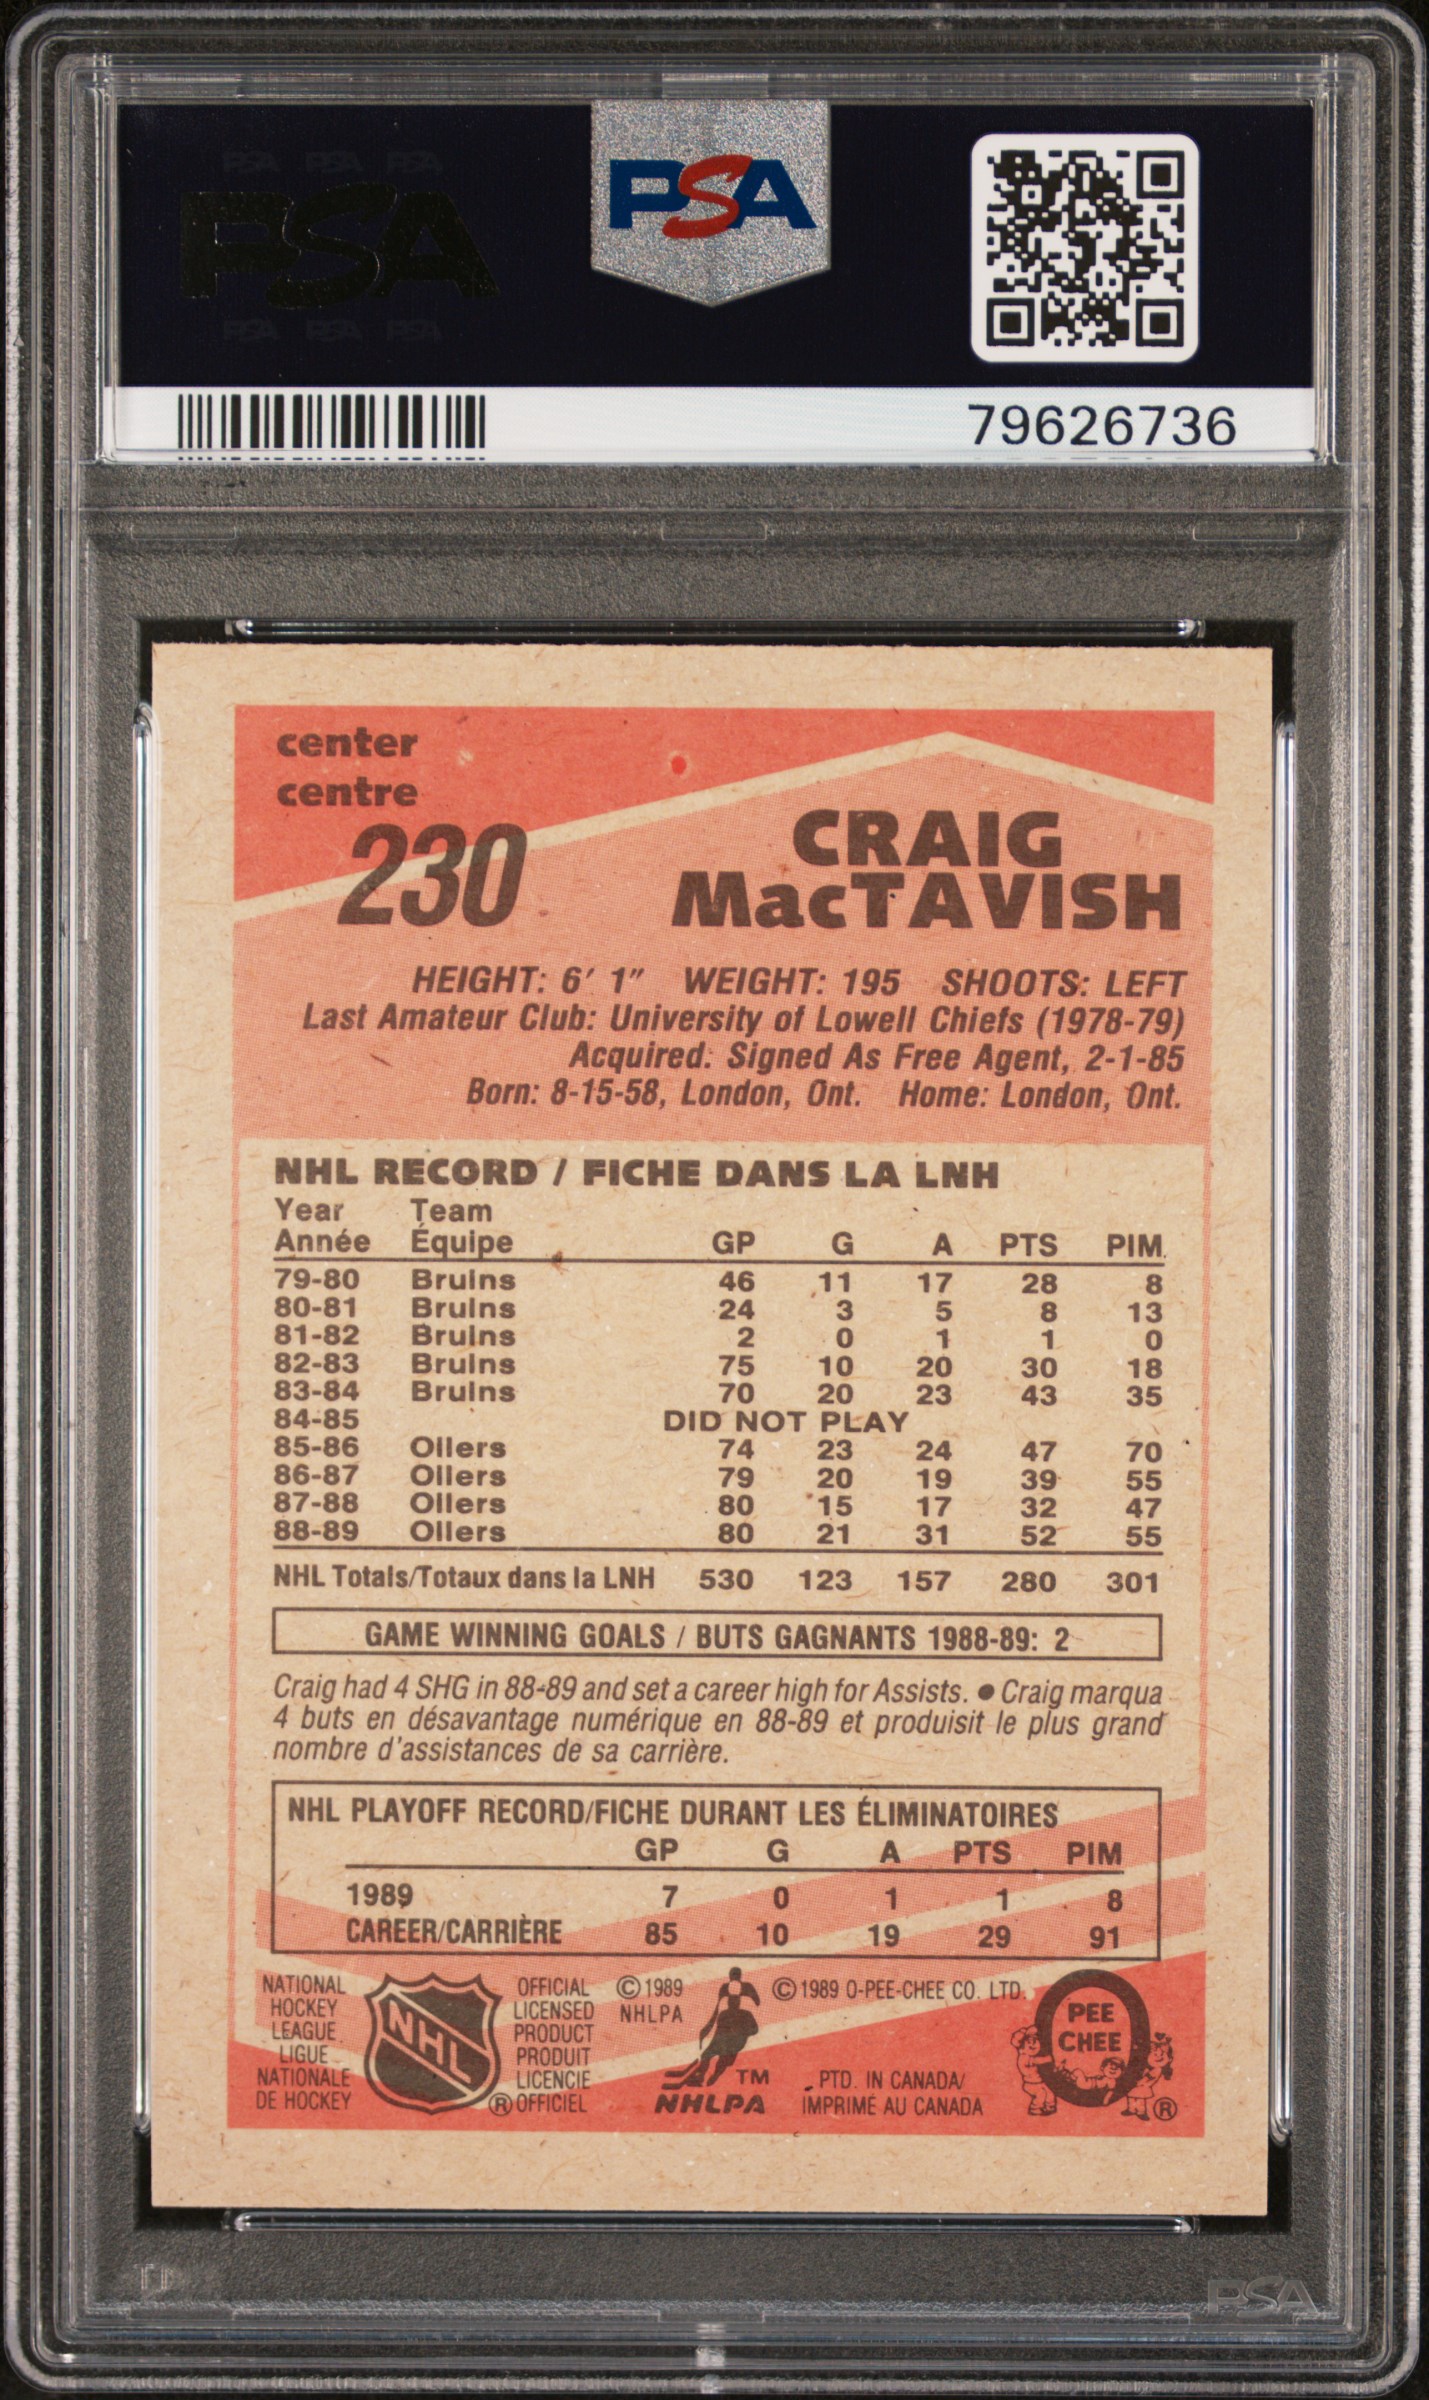 PSA PSA PSA
PSA
PSA PSA PSA
PSA
79626736
center
centre
230
CRAIG
MacTAVISH
HEIGHT: 6' 1" WEIGHT: 195 SHOOTS: LEFT
Last Amateur Club: University of Lowell Chiefs (1978-79)
Acquired: Signed As Free Agent, 2-1-85
Born: 8-15-58, London, Ont. Home: London, Ont.
NHL RECORD / FICHE DANS LA LNH
Year Team
Année Équipe GP G A PTS PIM
79-80 Bruins 46 11 17 28 8
80-81 Bruins 24 3 5 8 13
81-82 Bruins 2 0 1 1 0
82-83 Bruins 75 10 20 30 18
83-84 Bruins 70 20 23 43 35
84-85 DID NOT PLAY
85-86 Oilers 74 23 24 47 70
86-87 Oilers 79 20 19 39 55
87-88 Oilers 80 15 17 32 47
88-89 Oilers 80 21 31 52 55
NHL Totals/Totaux dans la LNH 530 123 157 280 301
GAME WINNING GOALS / BUTS GAGNANTS 1988-89: 2
Craig had 4 SHG in 88-89 and set a career high for Assists. ● Craig marqua
4 buts en désavantage numérique en 88-89 et produisit le plus grand
nombre d'assistances de sa carrière.
NHL PLAYOFF RECORD/FICHE DURANT LES ÉLIMINATOIRES
GP G A PTS PIM
1989 7 0 1 1 8
CAREER/CARRIÈRE 85 10 19 29 91
NATIONAL
HOCKEY
LEAGUE
LIGUE
NATIONALE
DE HOCKEY
NHL
®
OFFICIAL
LICENSED
PRODUCT
PRODUIT
LICENCIE
OFFICIEL
©1989
NHLPA
TM
NHLPA
©1989 O-PEE-CHEE CO. LTD.
PTD. IN CANADA/
IMPRIMÉ AU CANADA
O
PEE
CHEE
®
PSA